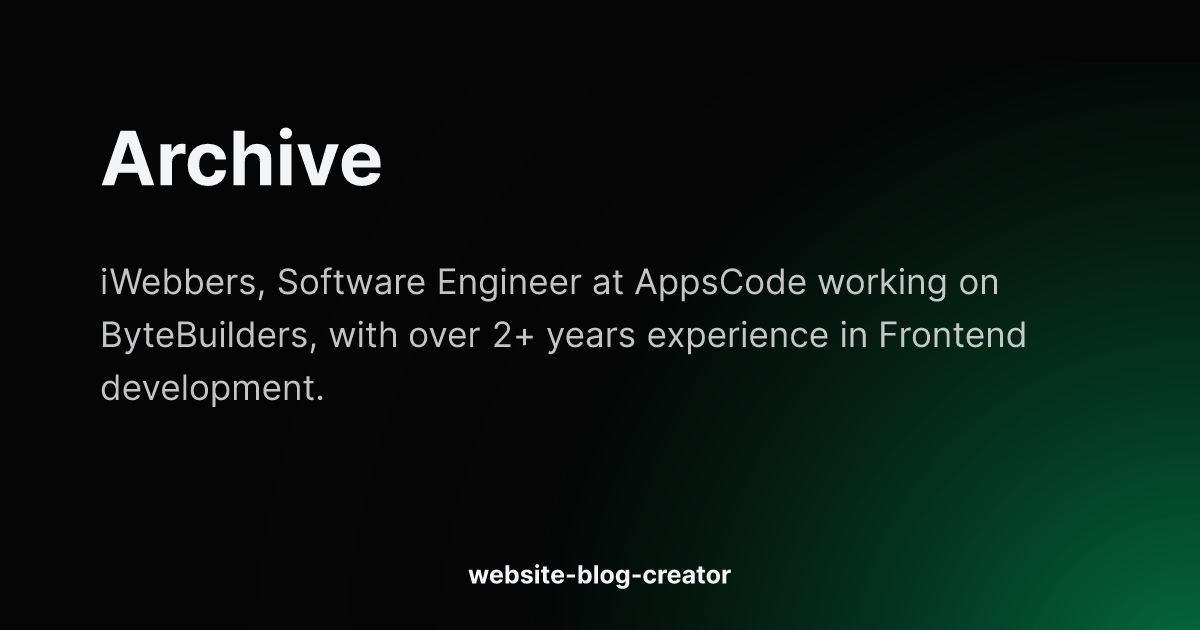 Archive
iWebbers, Software Engineer at AppsCode working on
ByteBuilders, with over 2+ years experience in Frontend
development.
website-blog-creator